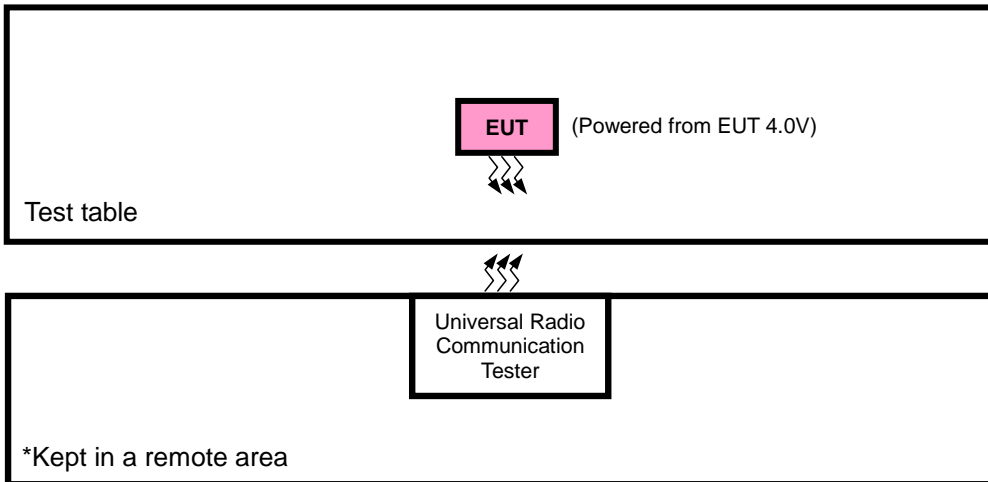 EUT
(Powered from EUT 4.0V)
Test table
Universal Radio
Communication
Tester
*Kept in a remote area